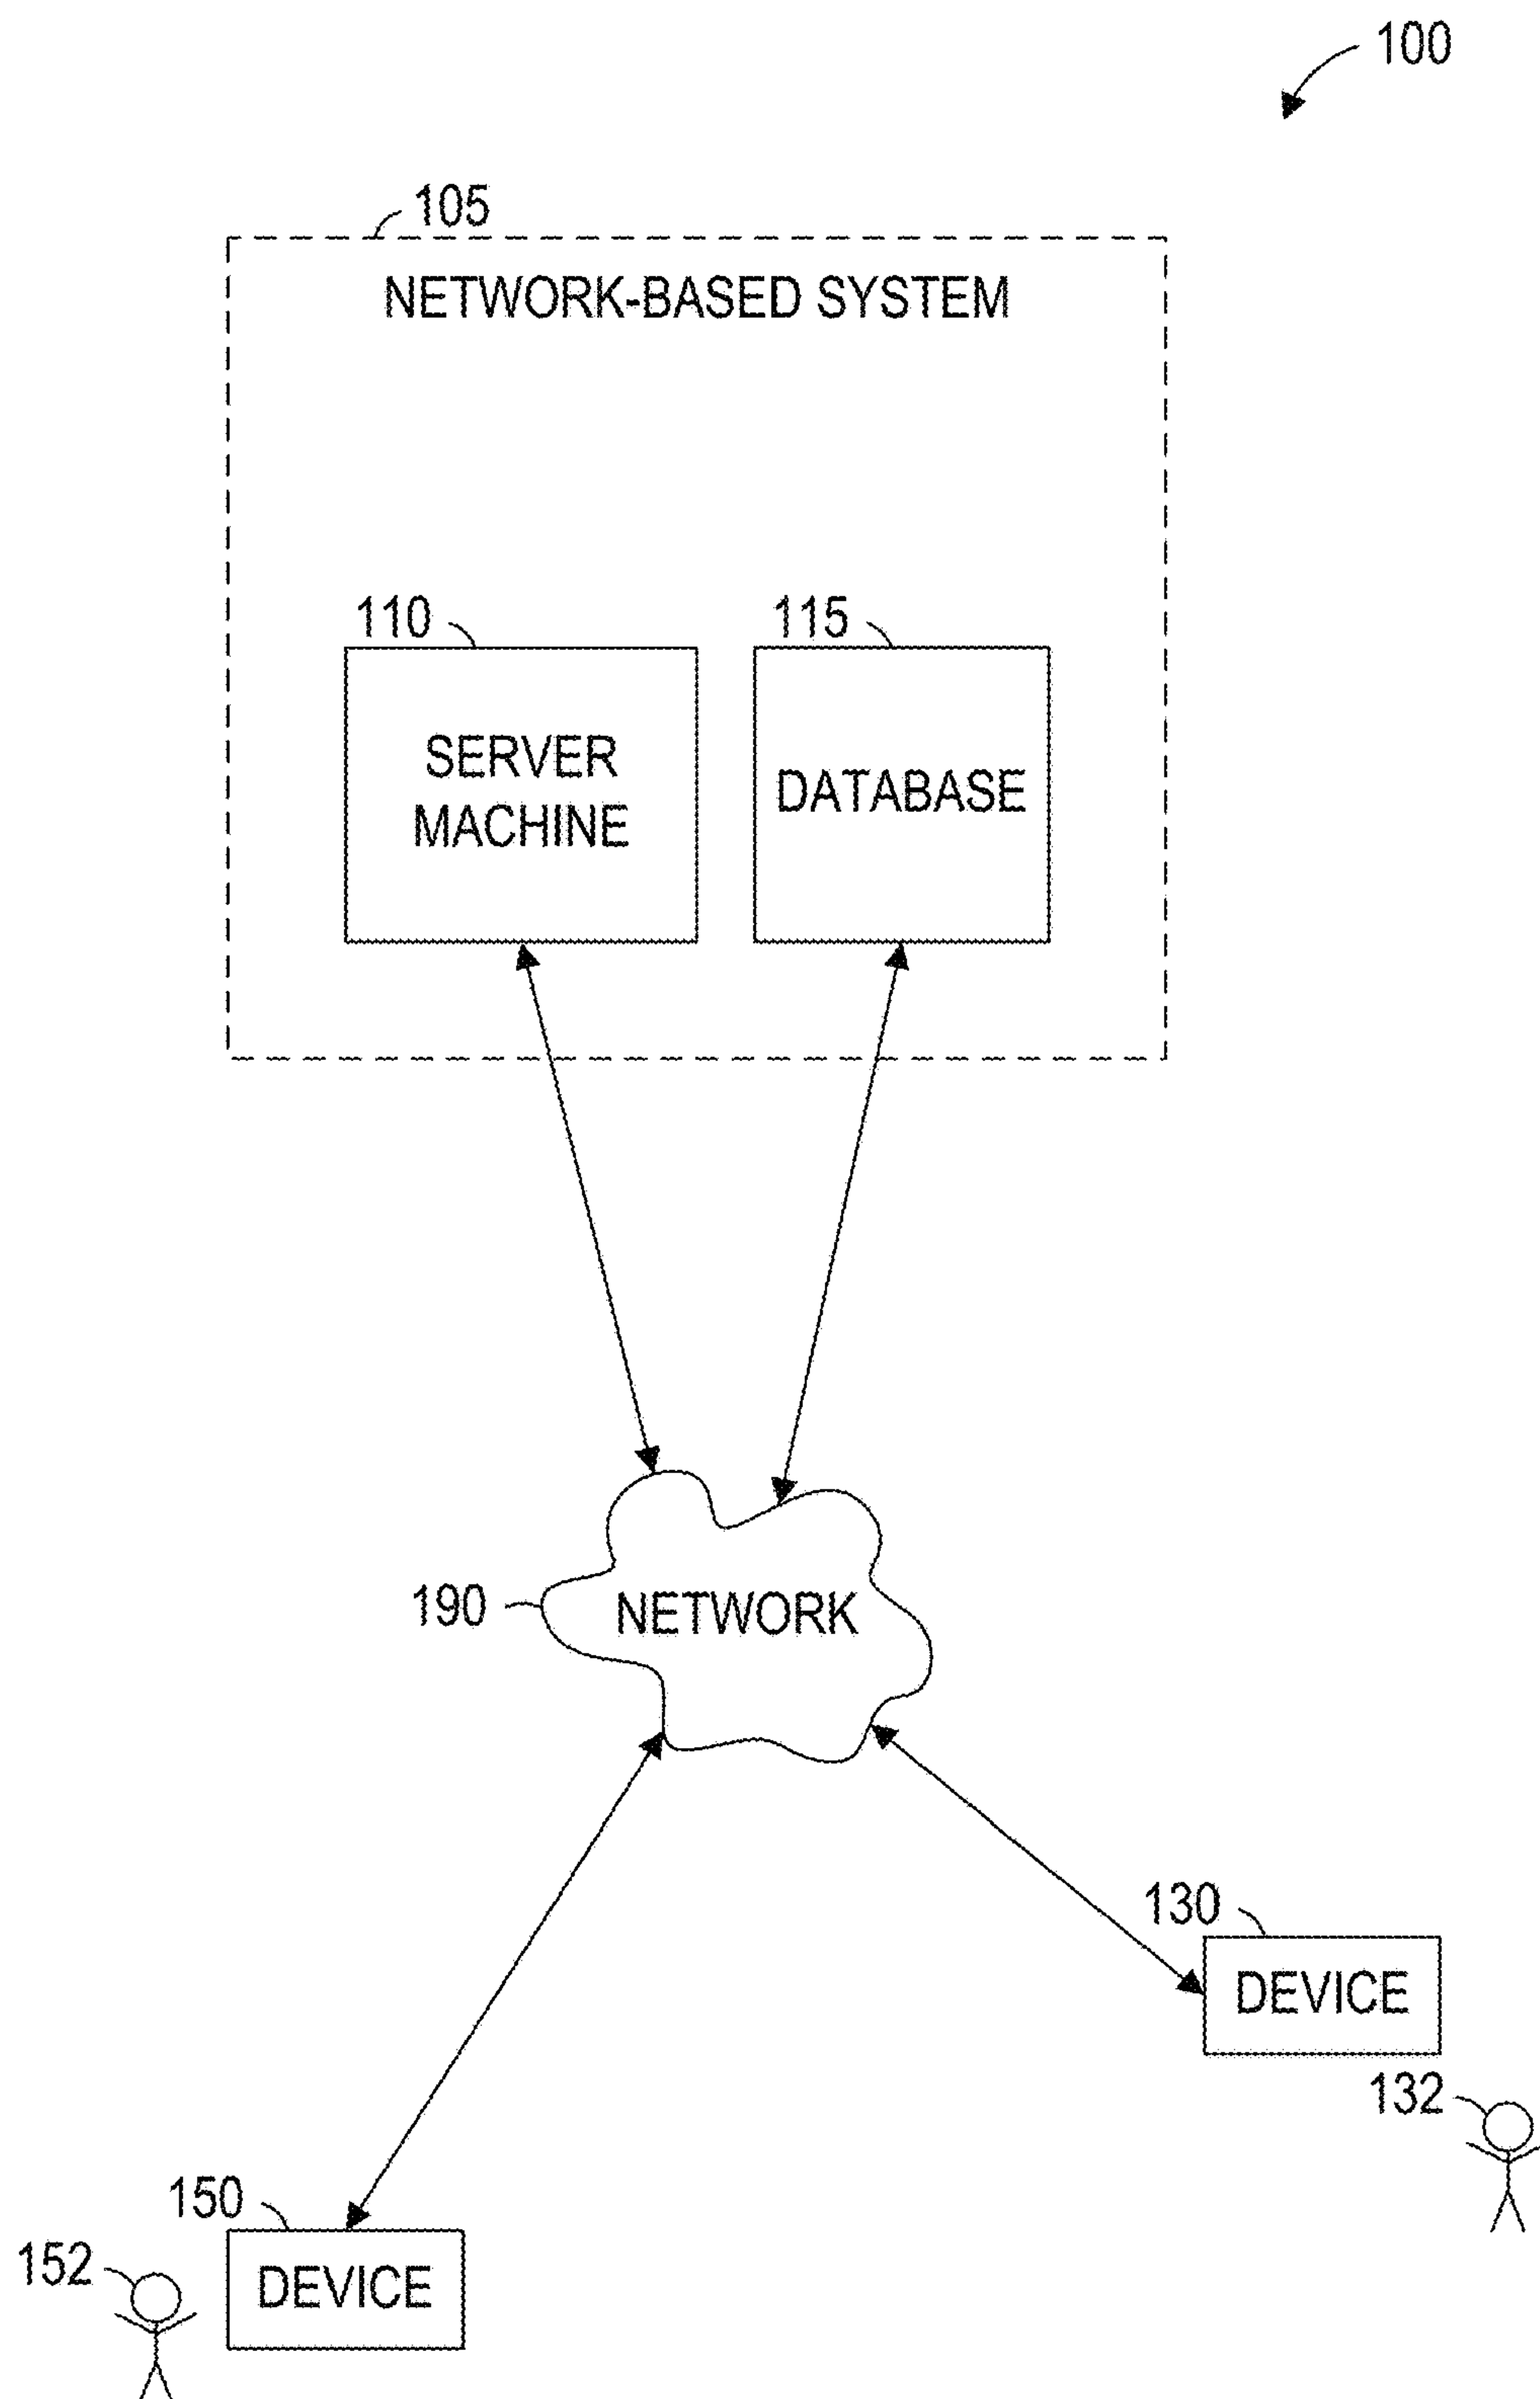 100
105
NETWORK-BASED SYSTEM
110
115
SERVER
MACHINE
DATABASE
190
NETWORK
130
DEVICE
132
150
152
DEVICE